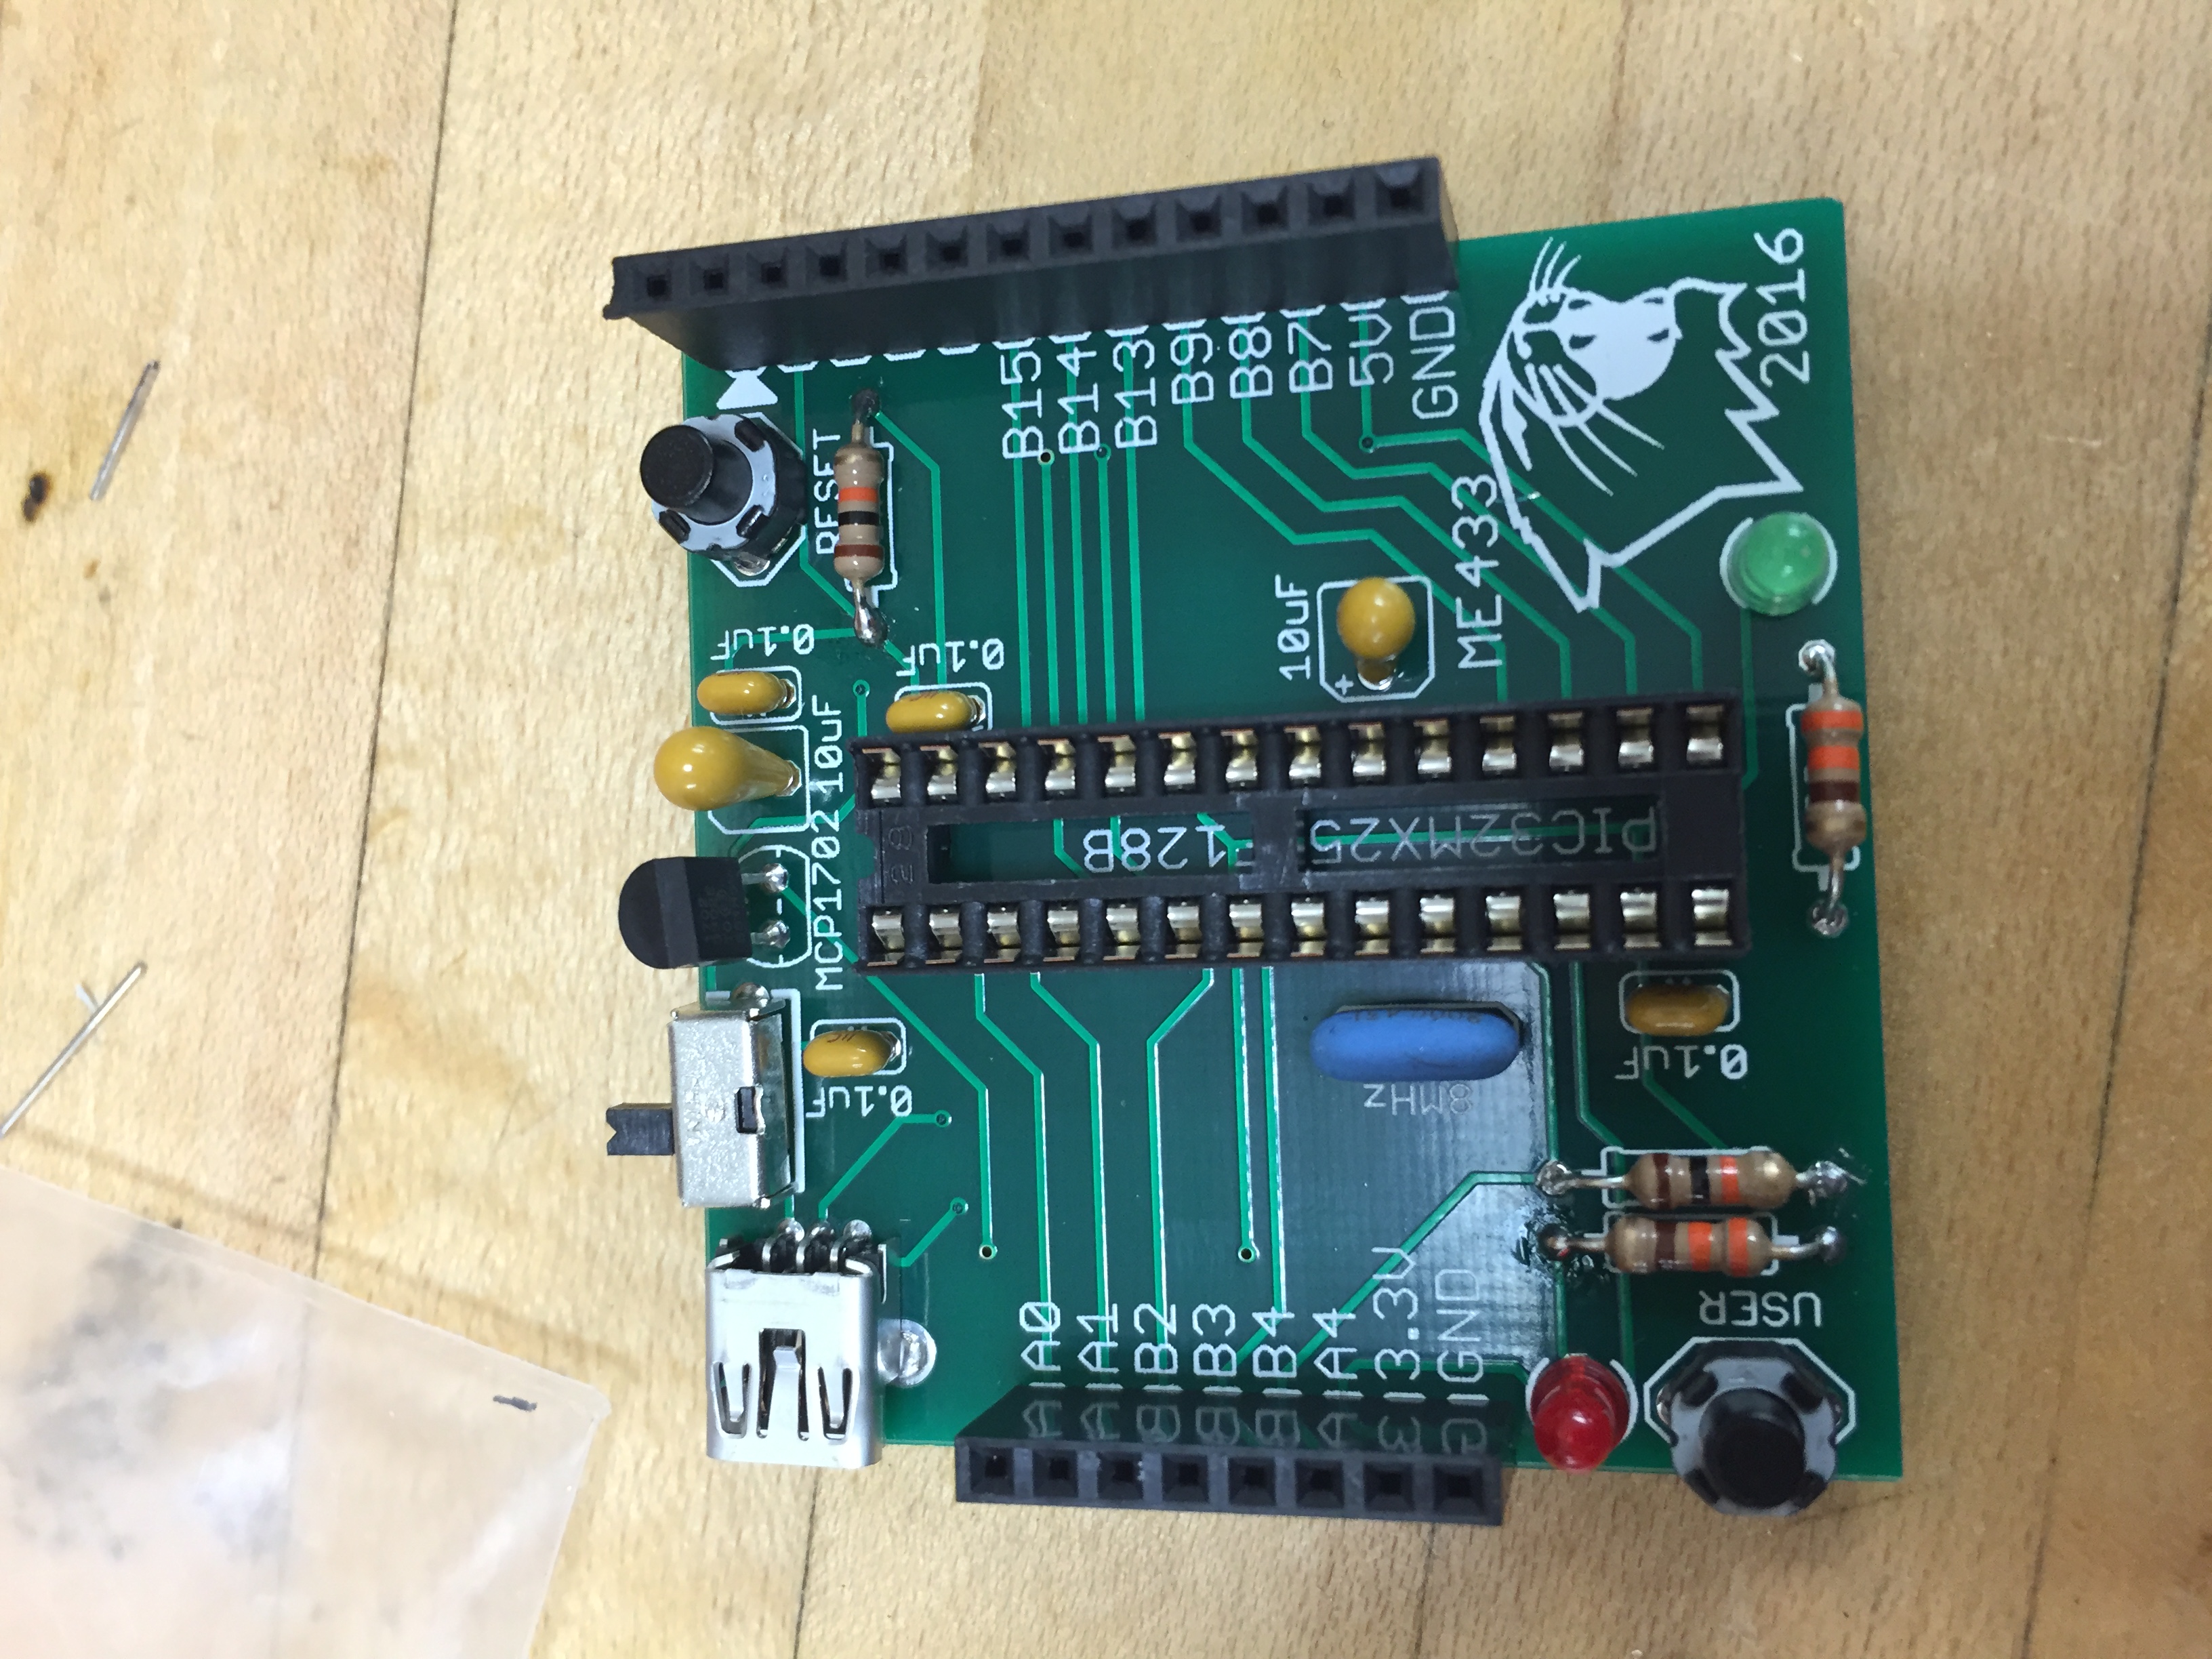 USER
GND
3.3V
A4
B4
B3
B2
A1
A0
8MHz
0.1uF
0.1uF
MCP1702
10uF
PIC32MX25
128B
28
0.1uF
0.1uF
10uF
ME433
RESET
GND
5V
B7
B8
B9
B13
B14
B15
2016